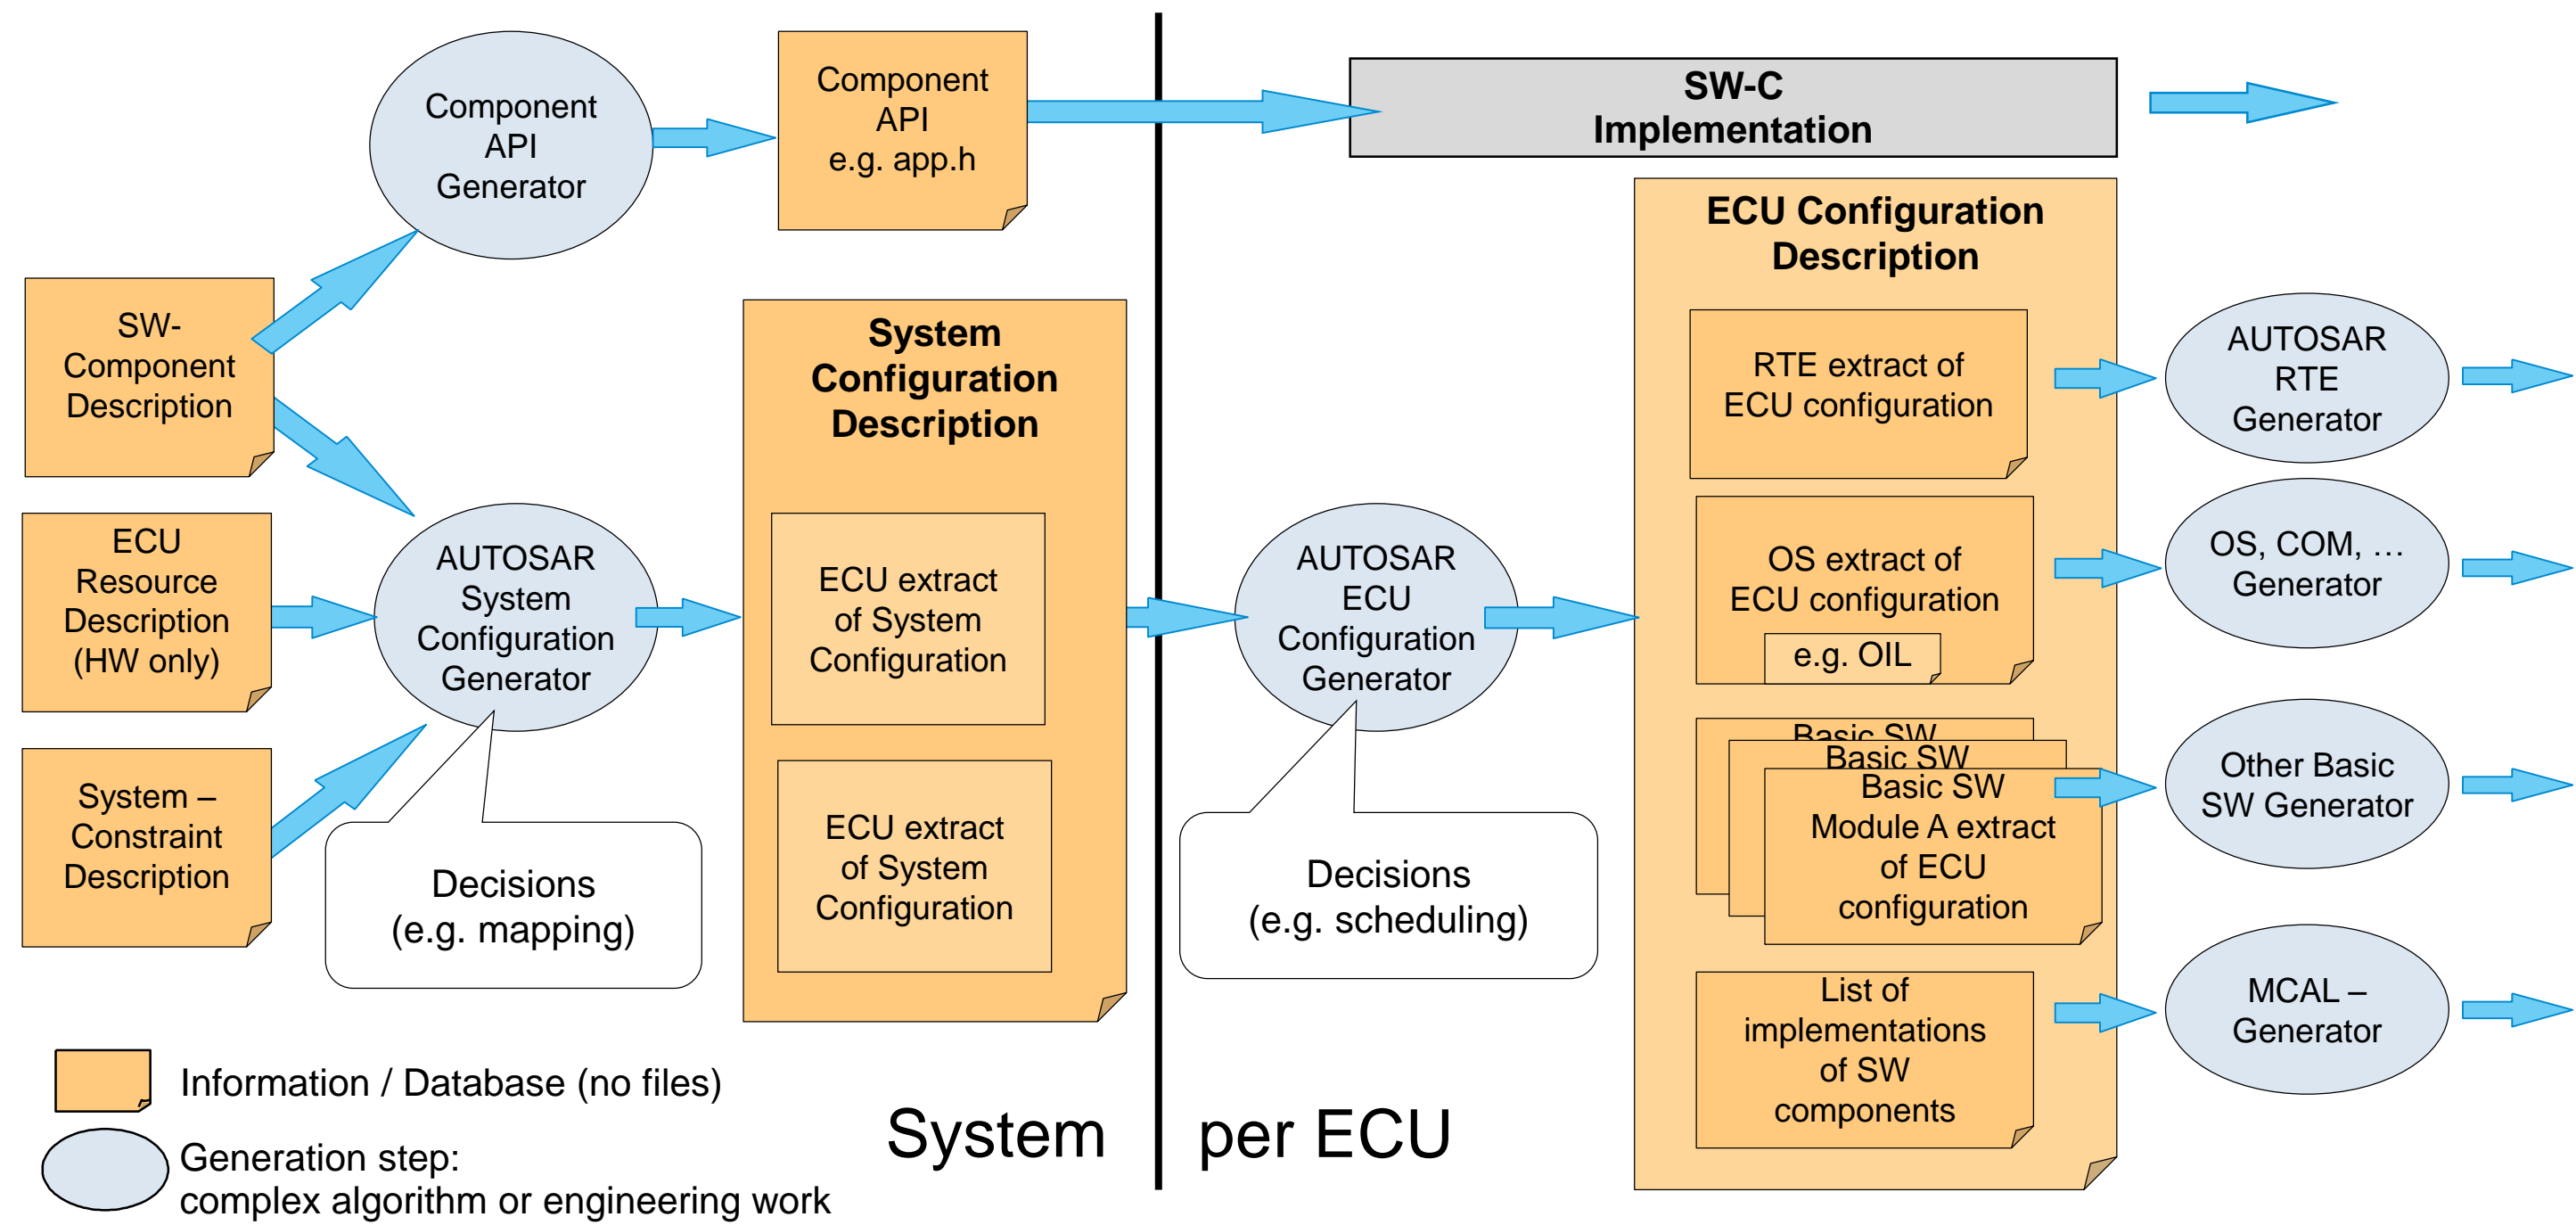 Component
API
Generator
Component
API
e.g. app.h
SW-C
Implementation
SW-
Component
Description
ECU
Resource
Description
(HW only)
System –
Constraint
Description
AUTOSAR
System
Configuration
Generator
Decisions
(e.g. mapping)
System
Configuration
Description
ECU extract
of System
Configuration
ECU extract
of System
Configuration
AUTOSAR
ECU
Configuration
Generator
Decisions
(e.g. scheduling)
ECU Configuration
Description
RTE extract of
ECU configuration
OS extract of
ECU configuration
e.g. OIL
Basic SW
Basic SW
Basic SW
Module A extract
of ECU
configuration
List of
implementations
of SW
components
AUTOSAR
RTE
Generator
OS, COM, …
Generator
Other Basic
SW Generator
MCAL –
Generator
Information / Database (no files)
Generation step:
complex algorithm or engineering work
System
per ECU